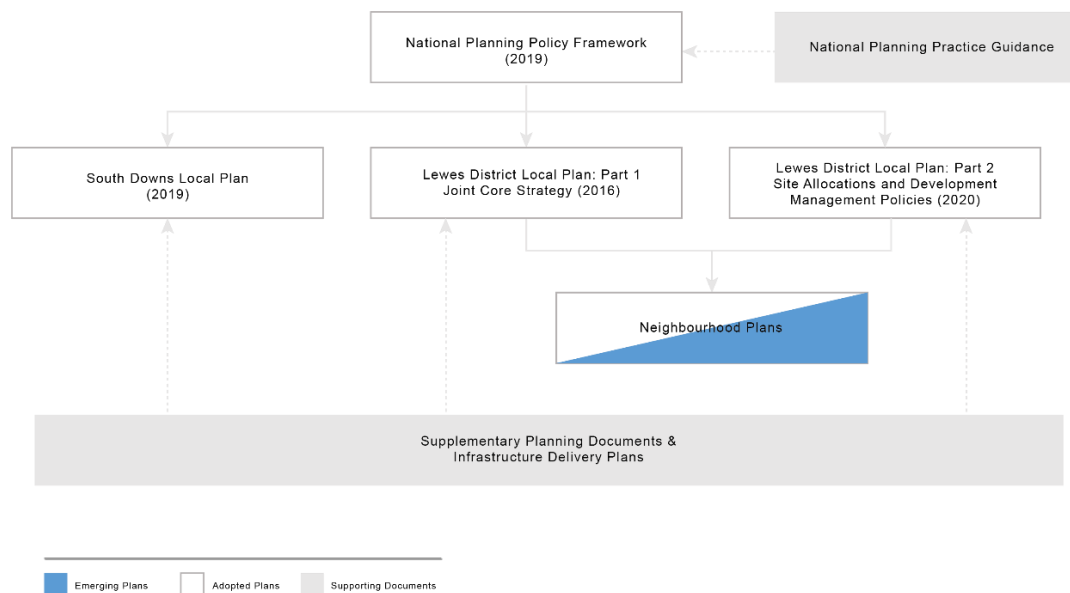 National Planning Policy Framework
(2019)
National Planning Practice Guidance
South Downs Local Plan
(2019)
Lewes District Local Plan: Part 1
Joint Core Strategy (2016)
Lewes District Local Plan: Part 2
Site Allocations and Development
Management Policies (2020)
Neighbourhood Plans
Supplementary Planning Documents &
Infrastructure Delivery Plans
Emerging Plans
Adopted Plans
Supporting Documents